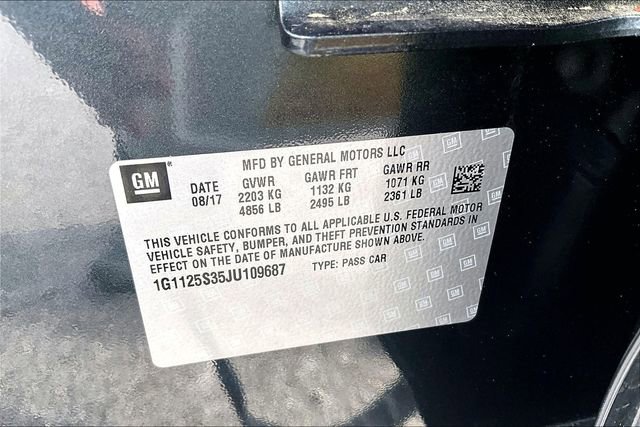 GM
MFD BY GENERAL MOTORS LLC
DATE GVWR GAWR FRT GAWR RR
08/17 2203 KG 1132 KG 1071 KG
4856 LB 2495 LB 2361 LB
THIS VEHICLE CONFORMS TO ALL APPLICABLE U.S. FEDERAL MOTOR
VEHICLE SAFETY, BUMPER, AND THEFT PREVENTION STANDARDS IN
EFFECT ON THE DATE OF MANUFACTURE SHOWN ABOVE.
1G1125S35JU109687 TYPE: PASS CAR